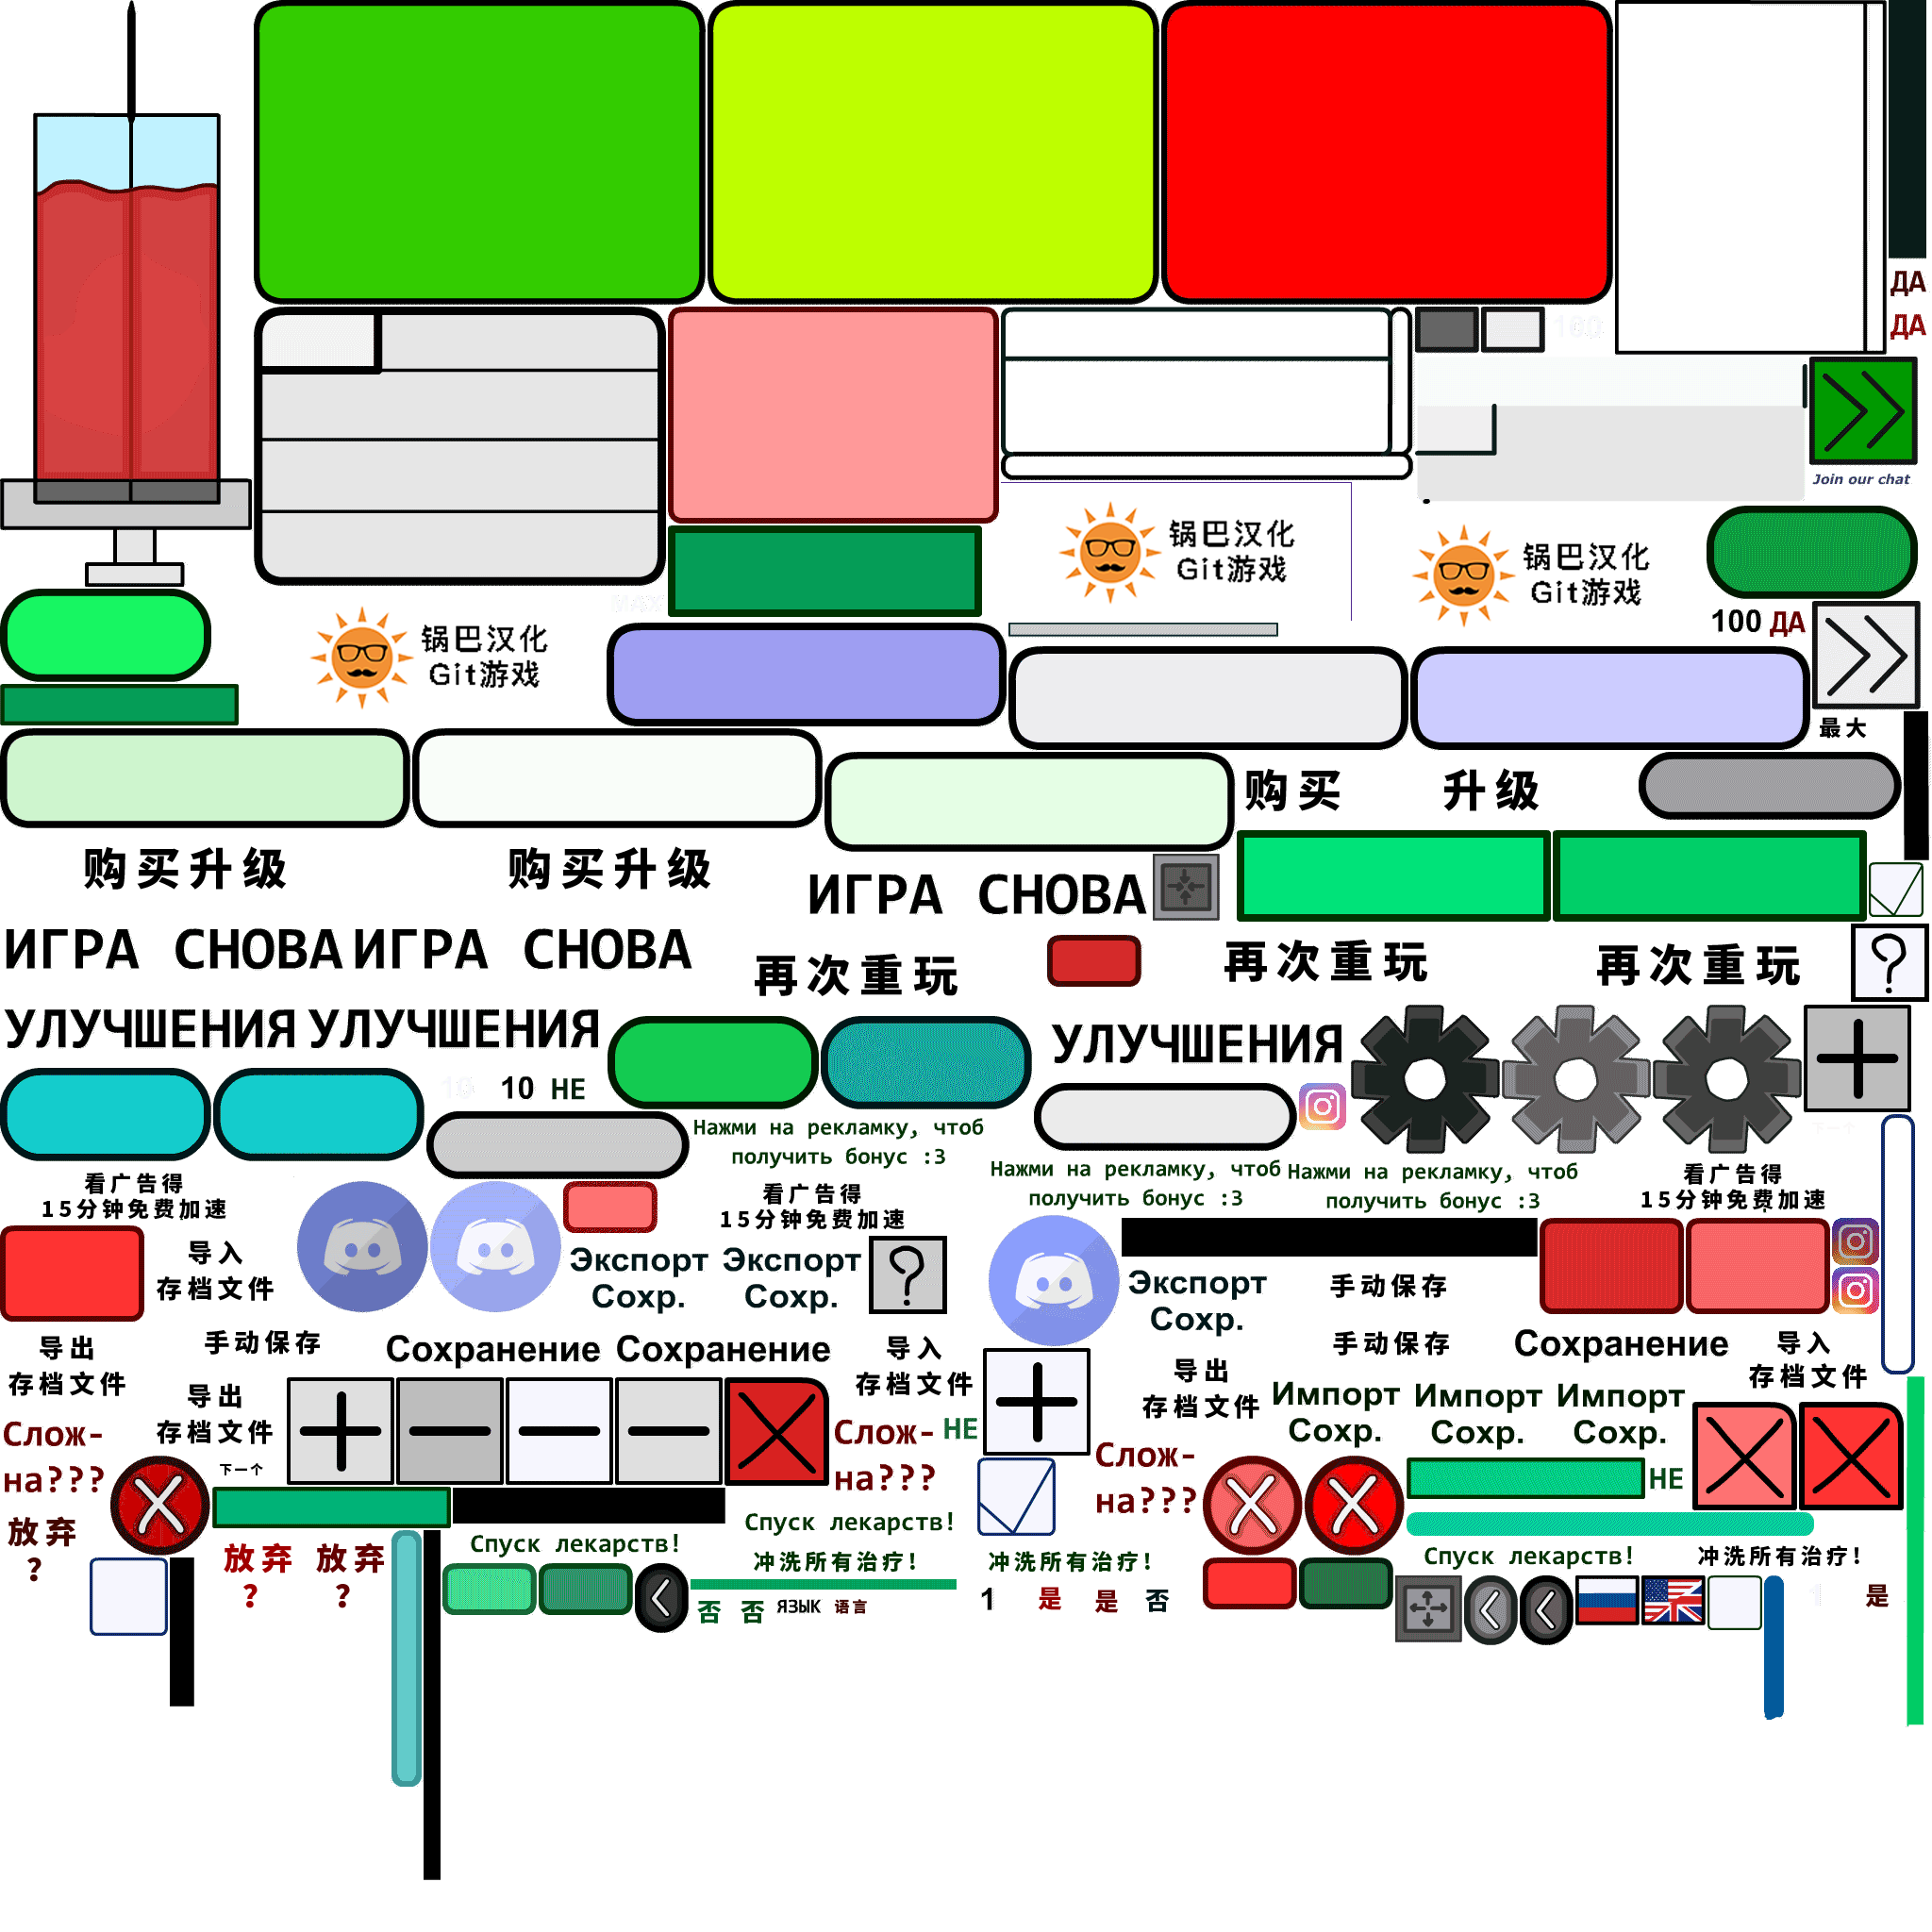 ДА
ДА
Join our chat
锅巴汉化
Git游戏
锅巴汉化
Git游戏
100 ДА
锅巴汉化
Git游戏
最大
购买
升级
购买升级
购买升级
ИГРА СНОВА
ИГРА СНОВА
ИГРА СНОВА
再次重玩
再次重玩
再次重玩
?
УЛУЧШЕНИЯ
УЛУЧШЕНИЯ
УЛУЧШЕНИЯ
10 НЕ
Нажми на рекламку, чтоб
получить бонус :3
Нажми на рекламку, чтоб
получить бонус :3
Нажми на рекламку, чтоб
получить бонус :3
看广告得
15分钟免费加速
看广告得
15分钟免费加速
看广告得
15分钟免费加速
导入
存档文件
Экспорт
Сохр.
Экспорт
Сохр.
?
Экспорт
Сохр.
手动保存
导出
存档文件
手动保存
Сохранение
Сохранение
导入
存档文件
手动保存
Сохранение
导入
存档文件
导出
存档文件
导出
存档文件
Импорт
Сохр.
Импорт
Сохр.
Импорт
Сохр.
Слож-
на???
下一个
Слож-
на???
НЕ
Слож-
на???
НЕ
放弃
?
放弃
?
放弃
?
Спуск лекарств!
Спуск лекарств!
冲洗所有治疗!
冲洗所有治疗!
Спуск лекарств!
冲洗所有治疗!
否
否
ЯЗЫК
语言
1
是
是
否
是